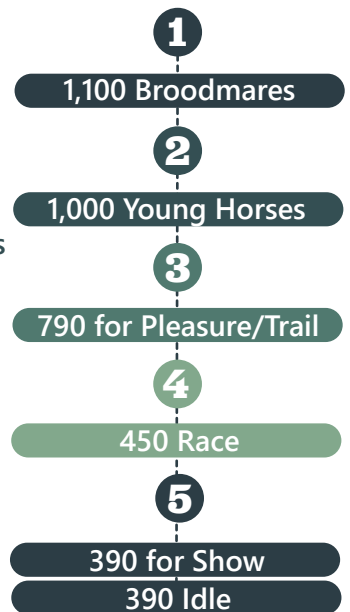 1
1,100 Broodmares
2
1,000 Young Horses
s
3
790 for Pleasure/Trail
4
450 Race
5
390 for Show
390 Idle